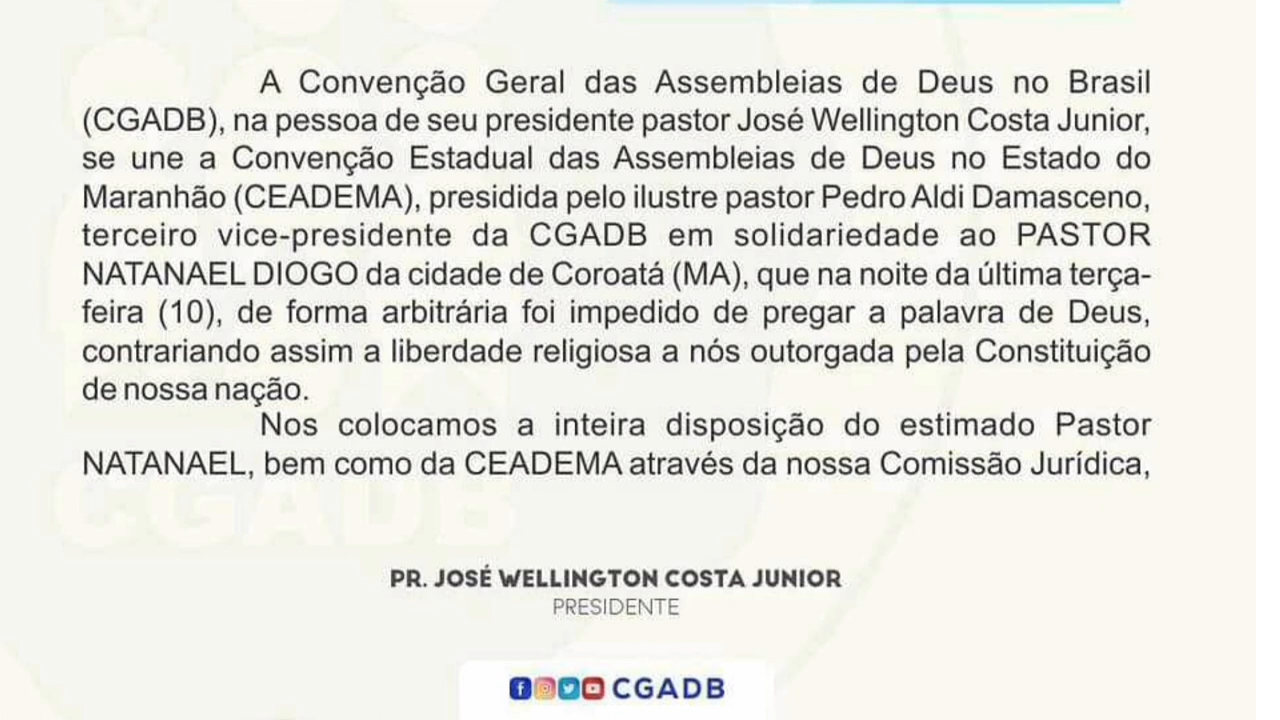 A Convenção Geral das Assembleias de Deus no Brasil
(CGADB), na pessoa de seu presidente pastor José Wellington Costa Junior,
se une a Convenção Estadual das Assembleias de Deus no Estado do
Maranhão (CEADEMA), presidida pelo ilustre pastor Pedro Aldi Damasceno,
terceiro vice-presidente da CGADB em solidariedade ao PASTOR
NATANAEL DIOGO da cidade de Coroatá (MA), que na noite da última terça-
feira (10), de forma arbitrária foi impedido de pregar a palavra de Deus,
contrariando assim a liberdade religiosa a nós outorgada pela Constituição
de nossa nação.
Nos colocamos a inteira disposição do estimado Pastor
NATANAEL, bem como da CEADEMA através da nossa Comissão Jurídica,
CGADB
PR. JOSÉ WELLINGTON COSTA JUNIOR
PRESIDENTE
CGADB